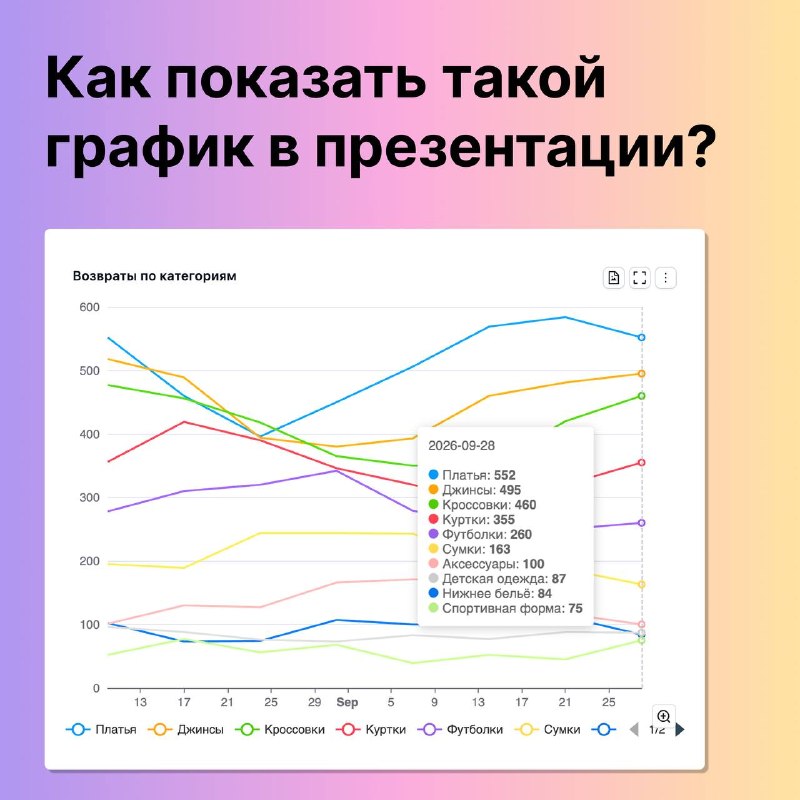 Как показать такой
график в презентации?
Возвраты по категориям
600
500
400
300
200
100
0
2026-09-28
Платья: 552
Джинсы: 495
Кроссовки: 460
Куртки: 355
Футболки: 260
Сумки: 163
Аксессуары: 100
Детская одежда: 87
Нижнее бельё: 84
Спортивная форма: 75
13 17 21 25 29 Sep 5 9 13 17 21 25
Платья Джинсы Кроссовки Куртки Футболки Сумки 1/2